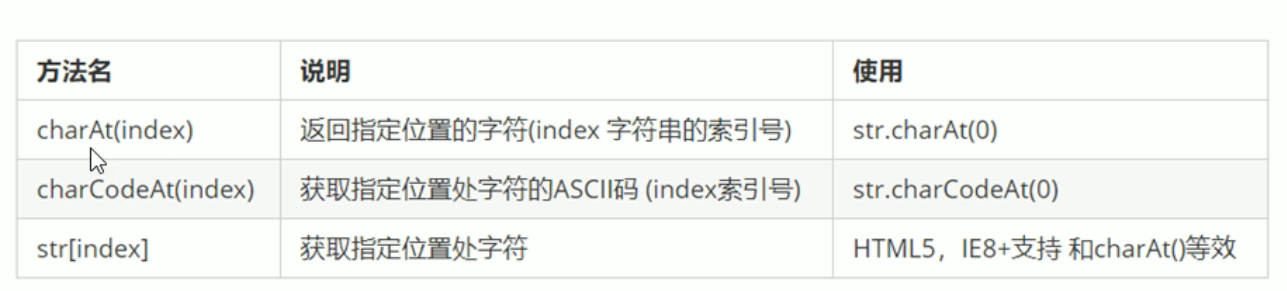 方法名 说明 使用
charAt(index) 返回指定位置的字符(index 字符串的索引号) str.charAt(0)
charCodeAt(index) 获取指定位置处字符的ASCII码 (index索引号) str.charCodeAt(0)
str[index] 获取指定位置处字符 HTML5，IE8+支持 和charAt()等效